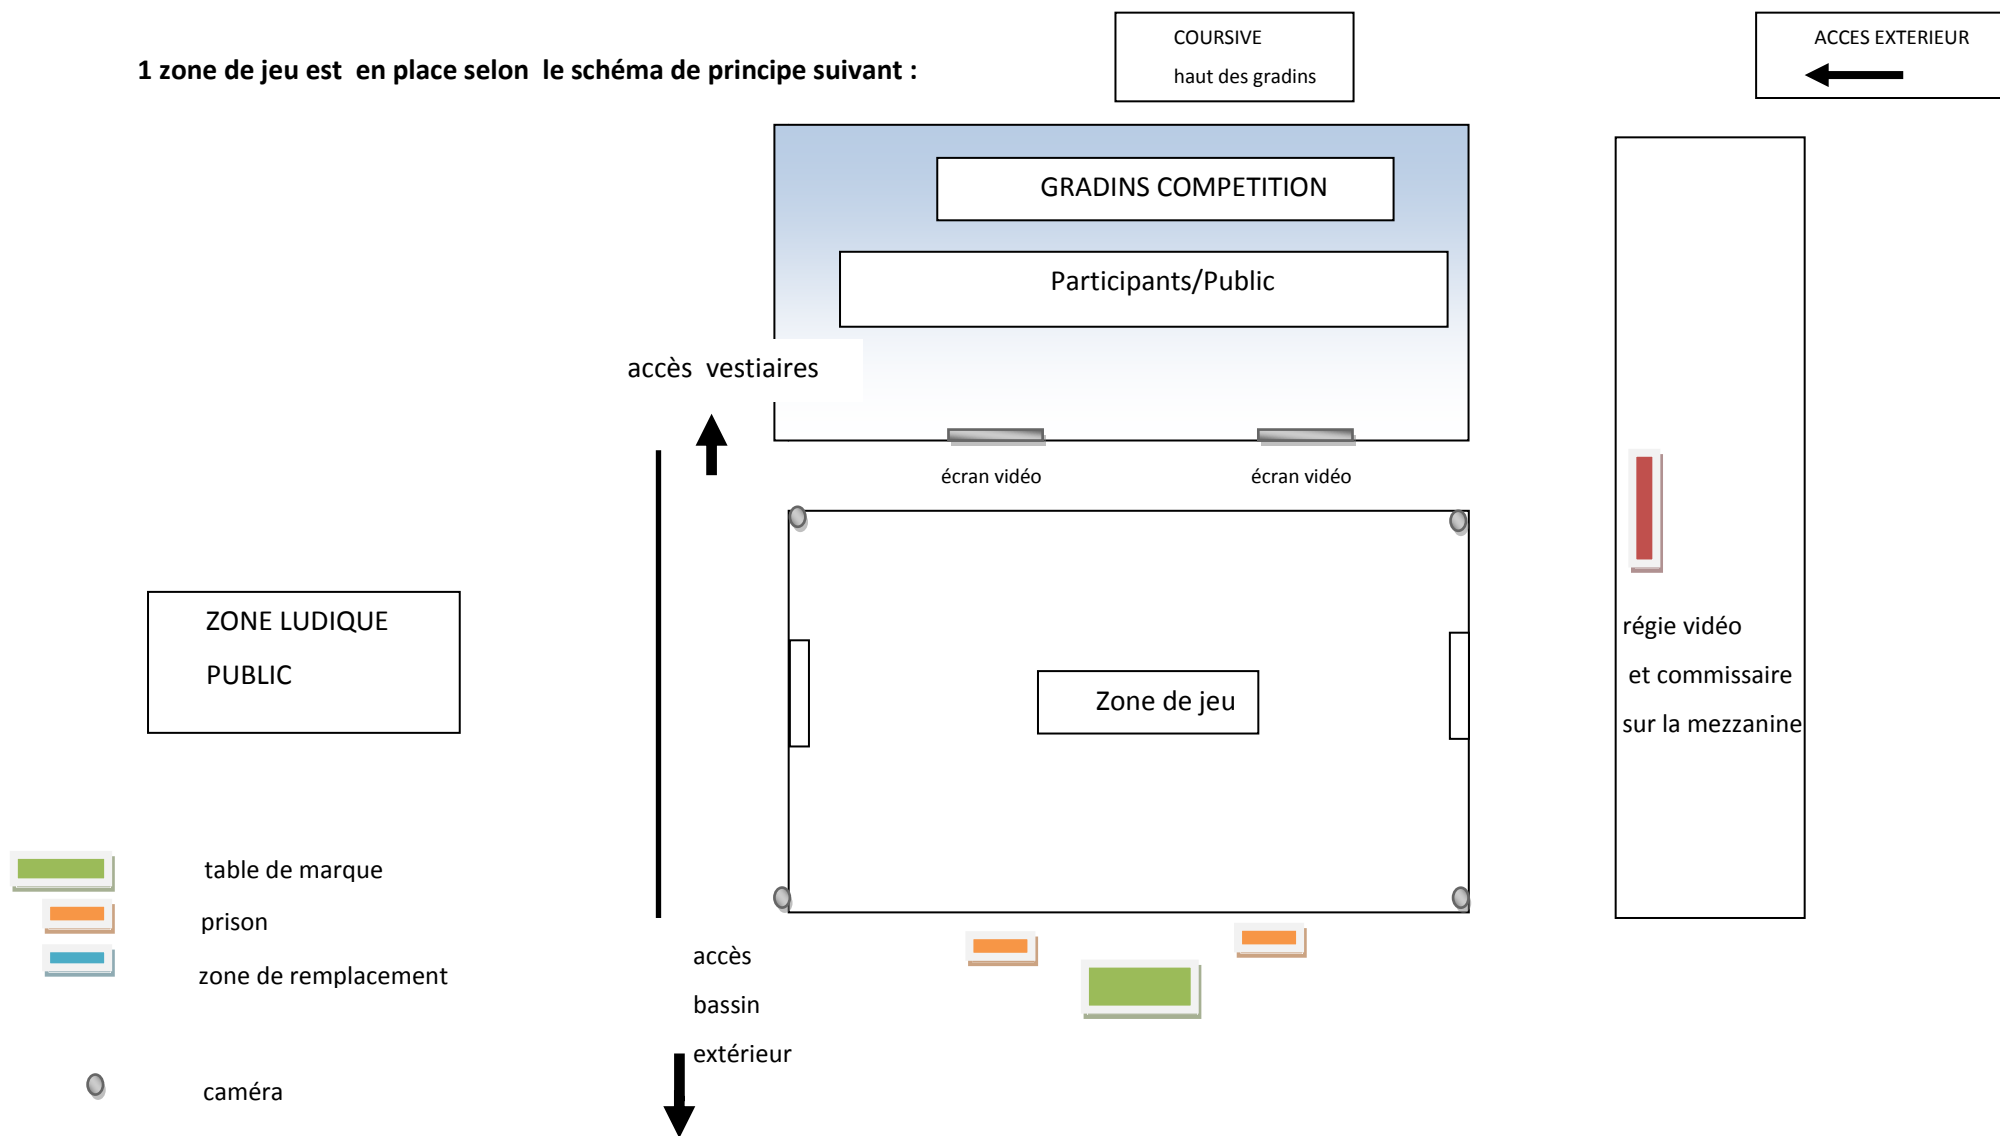 COURSIVE
haut des gradins
ACCES EXTERIEUR
1 zone de jeu est  en place selon  le schéma de principe suivant :
GRADINS COMPETITION
Participants/Public
accès  vestiaires
écran vidéo
écran vidéo
ZONE LUDIQUE
PUBLIC
Zone de jeu
régie vidéo
et commissaire
sur la mezzanine
table de marque
prison
zone de remplacement
caméra
accès
bassin
extérieur